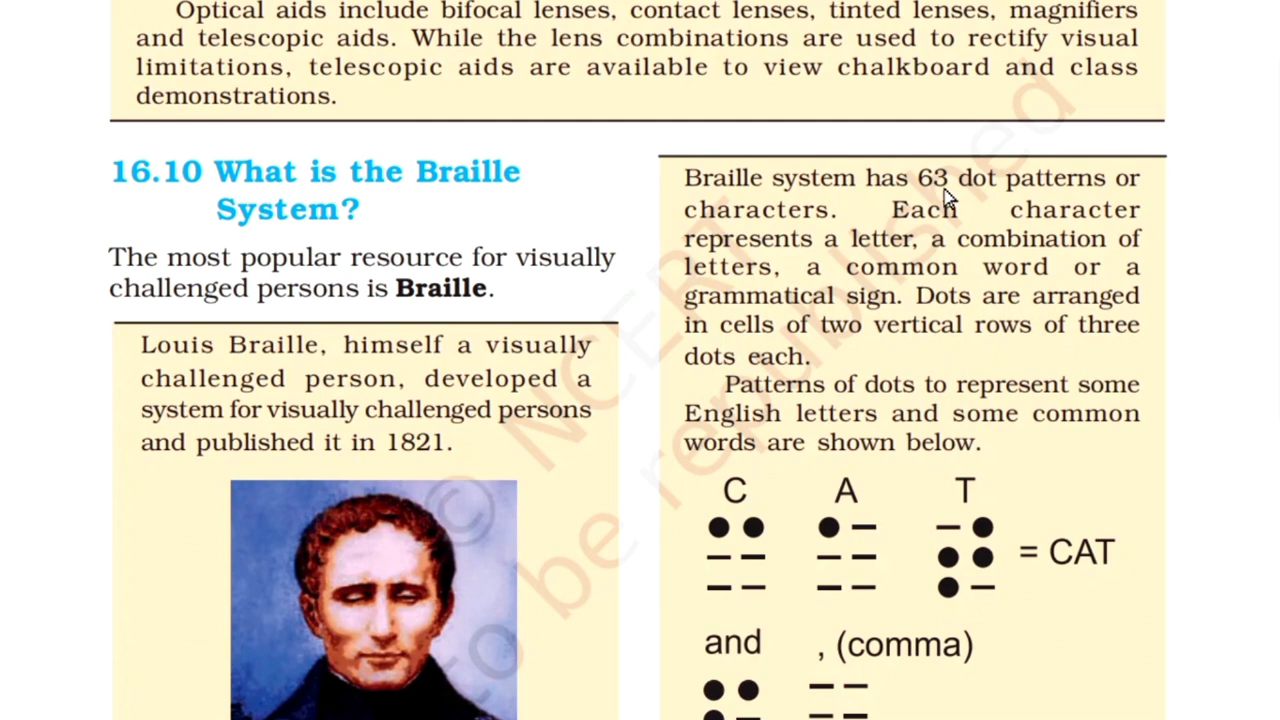 Optical aids include bifocal lenses, contact lenses, tinted lenses, magnifiers
and telescopic aids. While the lens combinations are used to rectify visual
limitations, telescopic aids are available to view chalkboard and class
demonstrations.
16.10 What is the Braille
System?
The most popular resource for visually
challenged persons is Braille.
Louis Braille, himself a visually
challenged person, developed a
system for visually challenged persons
and published it in 1821.
Braille system has 63 dot patterns or
characters. Each character
represents a letter, a combination of
letters, a common word or a
grammatical sign. Dots are arranged
in cells of two vertical rows of three
dots each.
Patterns of dots to represent some
English letters and some common
words are shown below.
C A T
= CAT
and , (comma)
© NCERT
to be republished